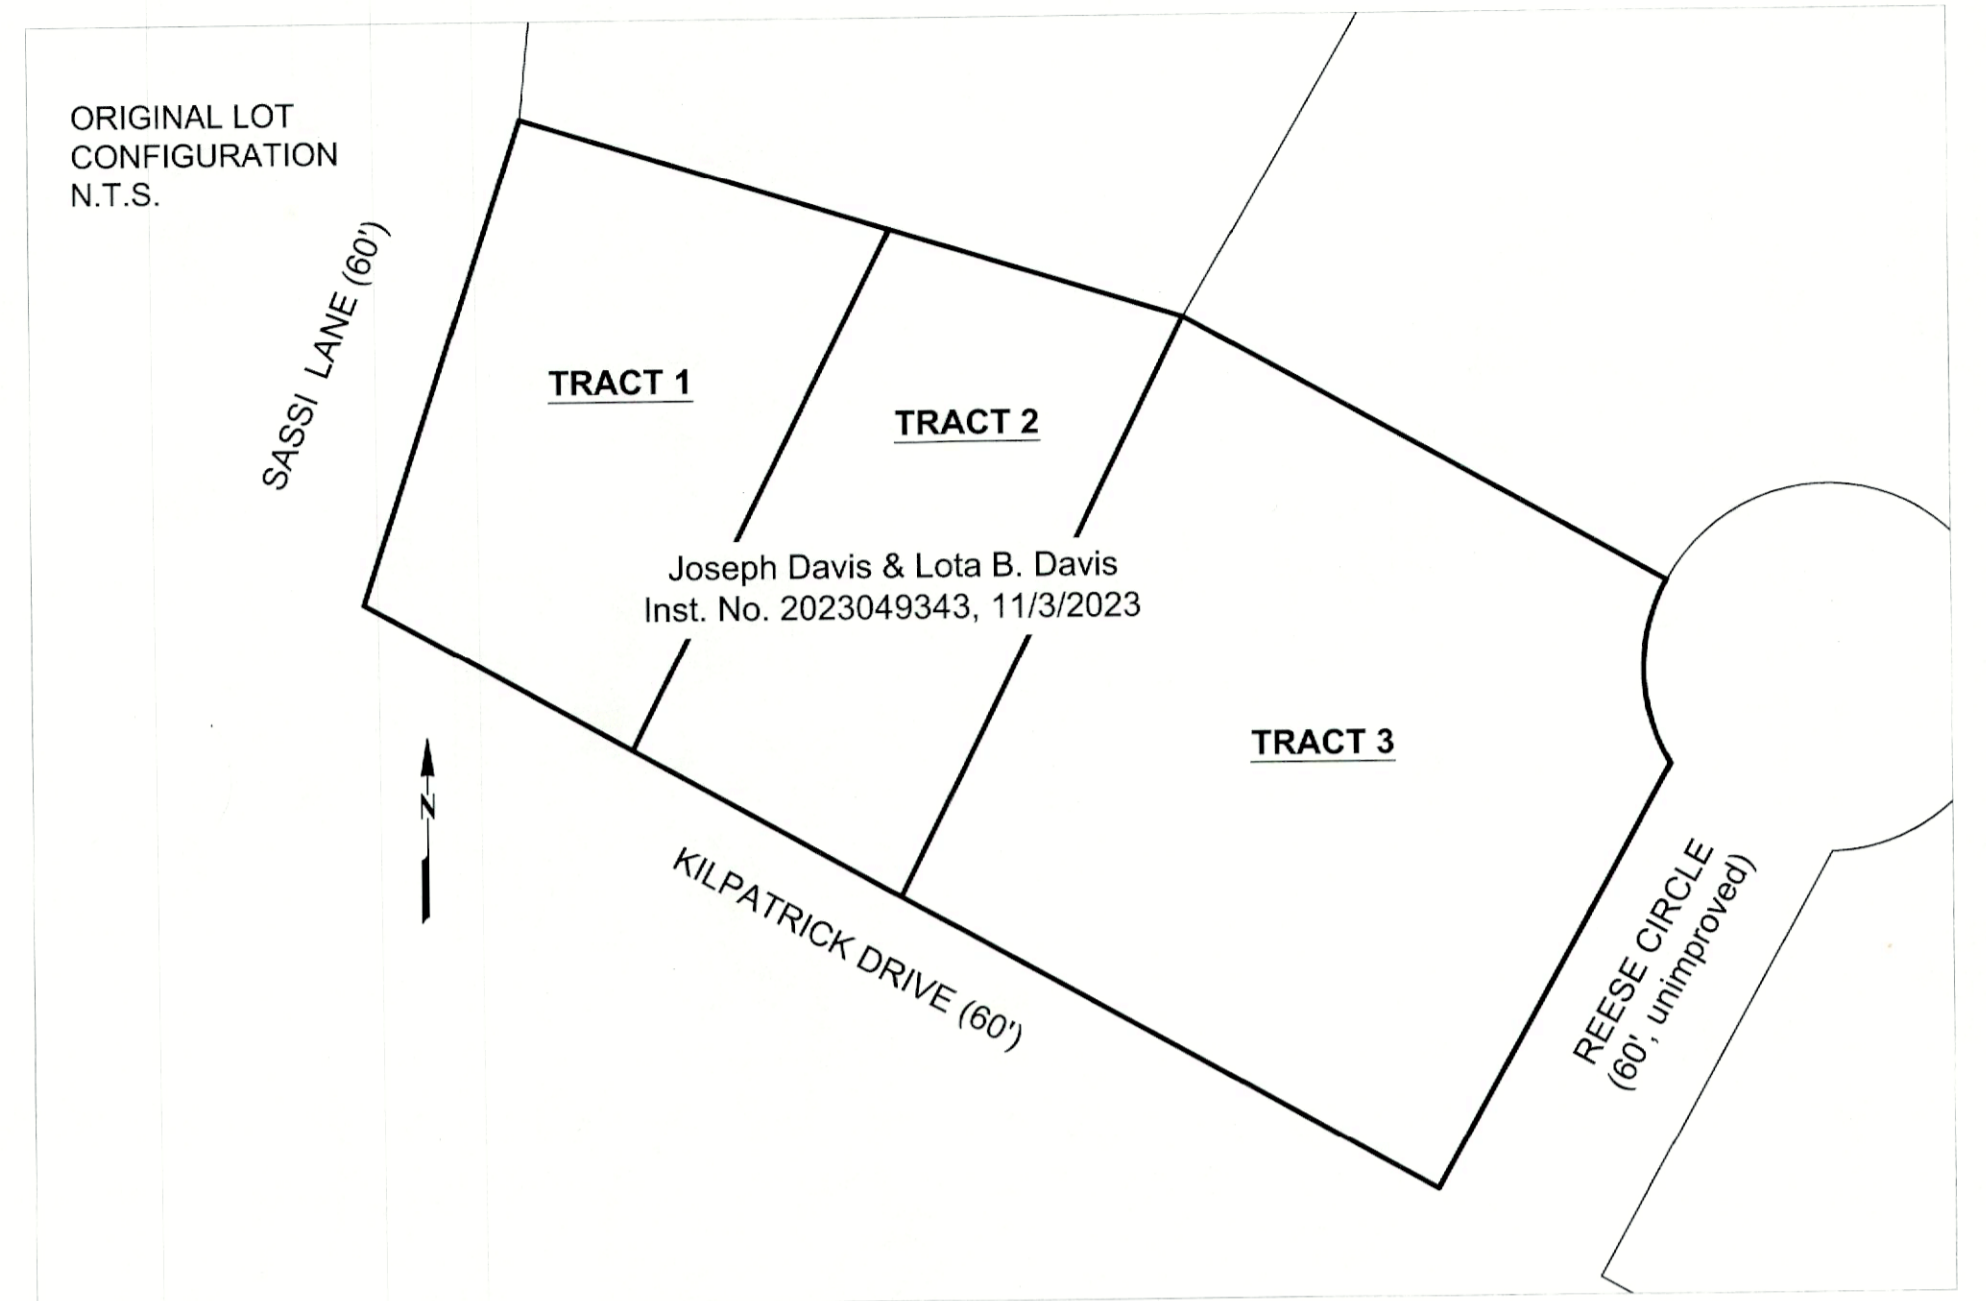 ORIGINAL LOT
CONFIGURATION
N.T.S.
SASSI LANE (60')
TRACT 1
TRACT 2
Joseph Davis & Lota B. Davis
Inst. No. 2023049343, 11/3/2023
TRACT 3
N
KILPATRICK DRIVE (60')
REESE CIRCLE
(60', unimproved)